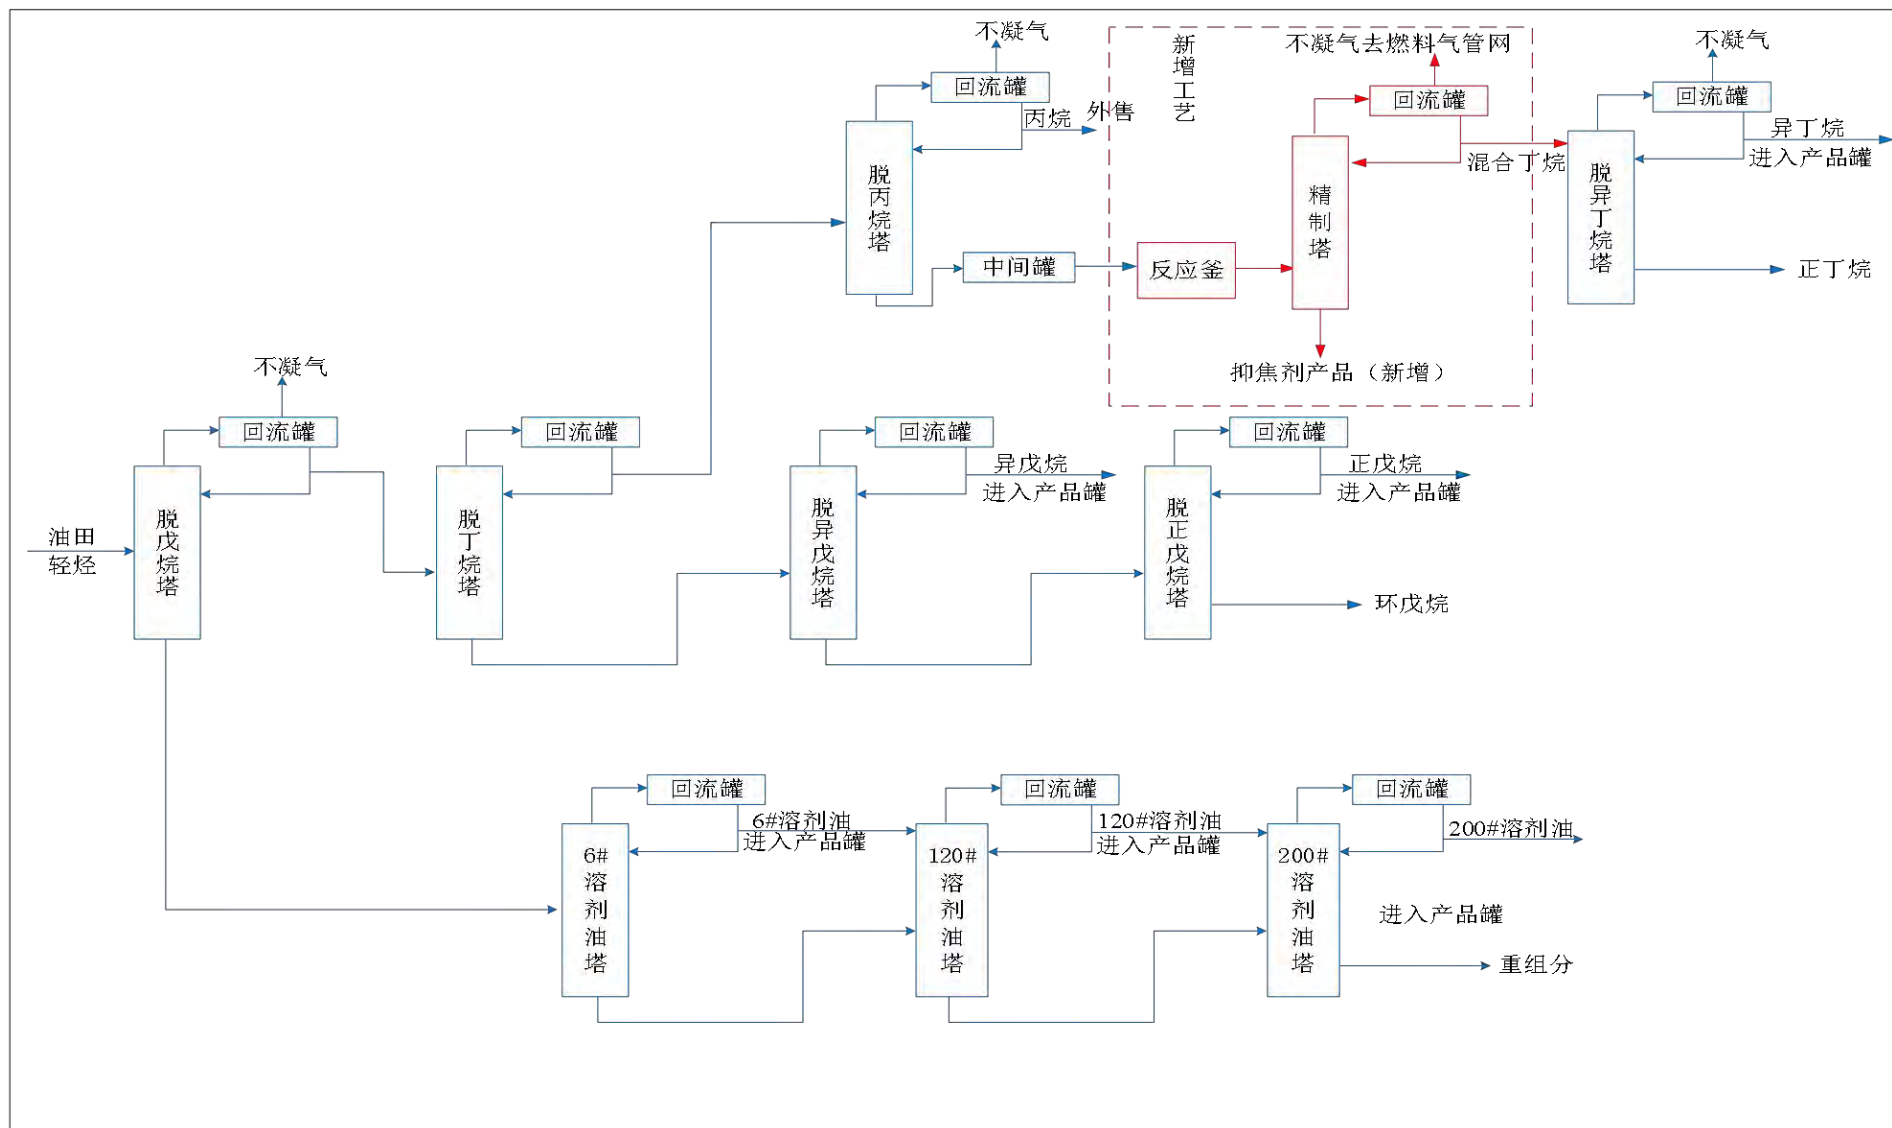 不凝气
回流罐
丙烷
外售
脱丙烷塔
中间罐
新增工艺
不凝气去燃料气管网
回流罐
混合丁烷
精制塔
反应釜
抑焦剂产品（新增）
不凝气
回流罐
异丁烷
进入产品罐
脱异丁烷塔
正丁烷
不凝气
回流罐
油田
轻烃
脱戊烷塔
回流罐
脱丁烷塔
回流罐
异戊烷
进入产品罐
脱异戊烷塔
回流罐
正戊烷
进入产品罐
脱正戊烷塔
环戊烷
回流罐
6#溶剂油
进入产品罐
6#溶剂油塔
回流罐
120#溶剂油
进入产品罐
120#溶剂油塔
回流罐
200#溶剂油
200#溶剂油塔
进入产品罐
重组分